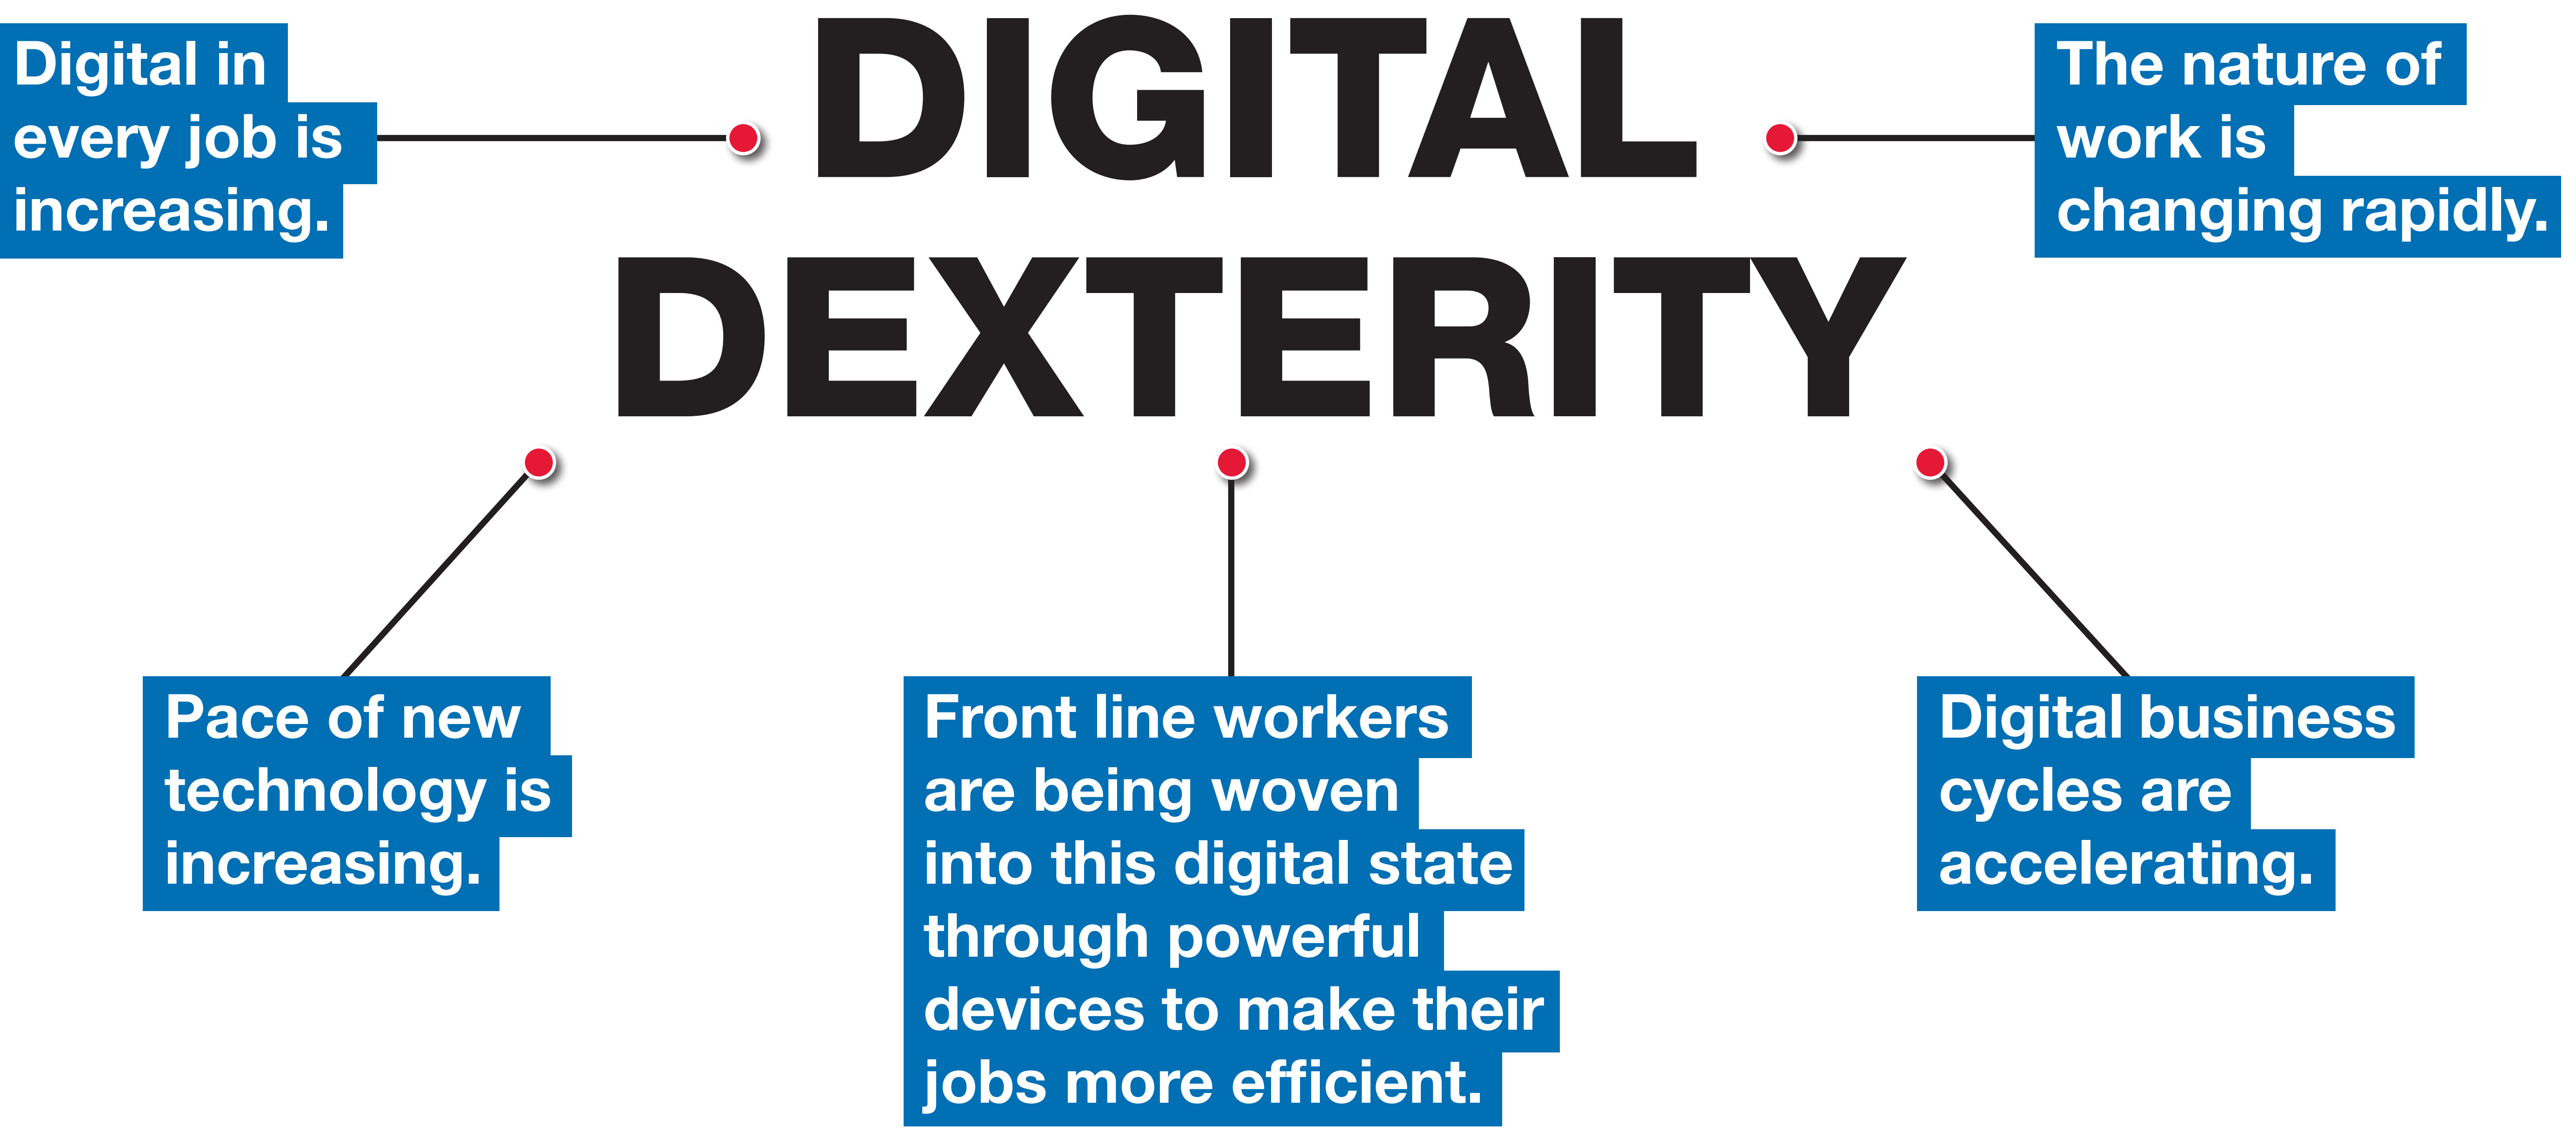 Digital in
every job is
increasing.
DIGITAL
DEXTERITY
The nature of
work is
changing rapidly.
Pace of new
technology is
increasing.
Front line workers
are being woven
into this digital state
through powerful
devices to make their
jobs more efficient.
Digital business
cycles are
accelerating.